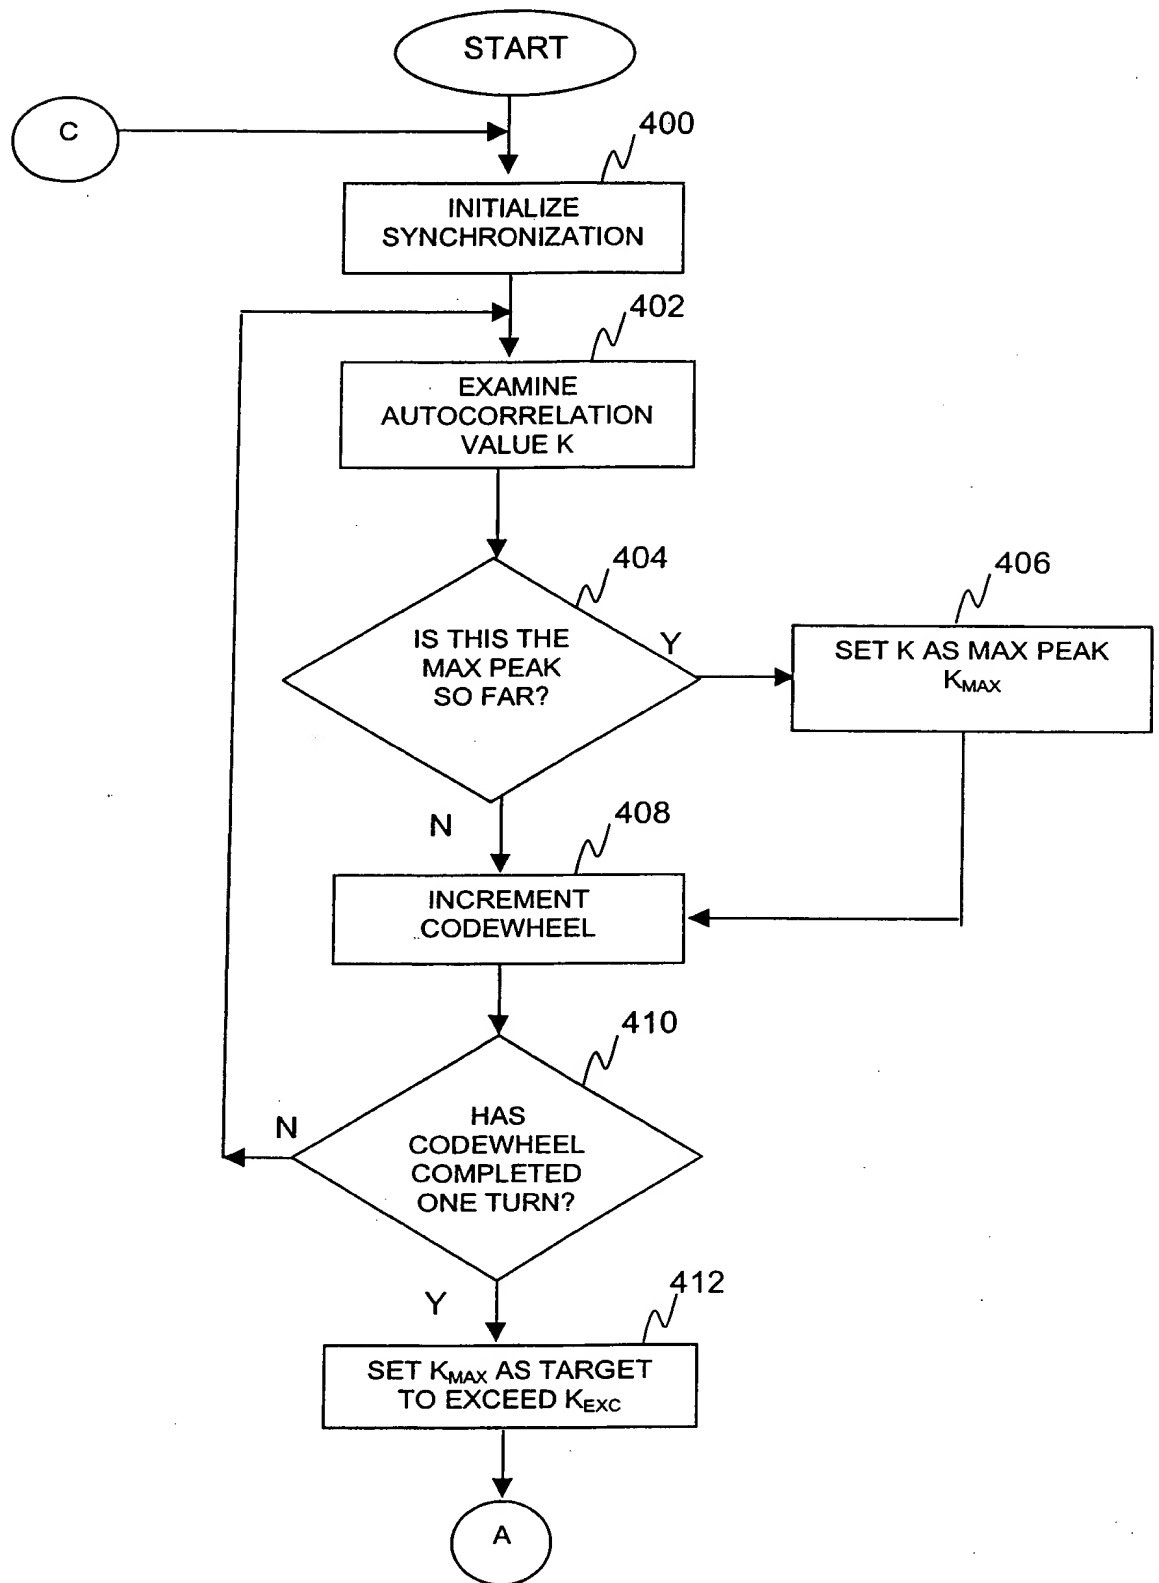 START
C
400
INITIALIZE
SYNCHRONIZATION
402
EXAMINE
AUTOCORRELATION
VALUE K
404
IS THIS THE
MAX PEAK
SO FAR?
Y
406
SET K AS MAX PEAK
KMAX
N
408
INCREMENT
CODEWHEEL
410
HAS
CODEWHEEL
COMPLETED
ONE TURN?
N
Y
412
SET KMAX AS TARGET
TO EXCEED KEXC
A